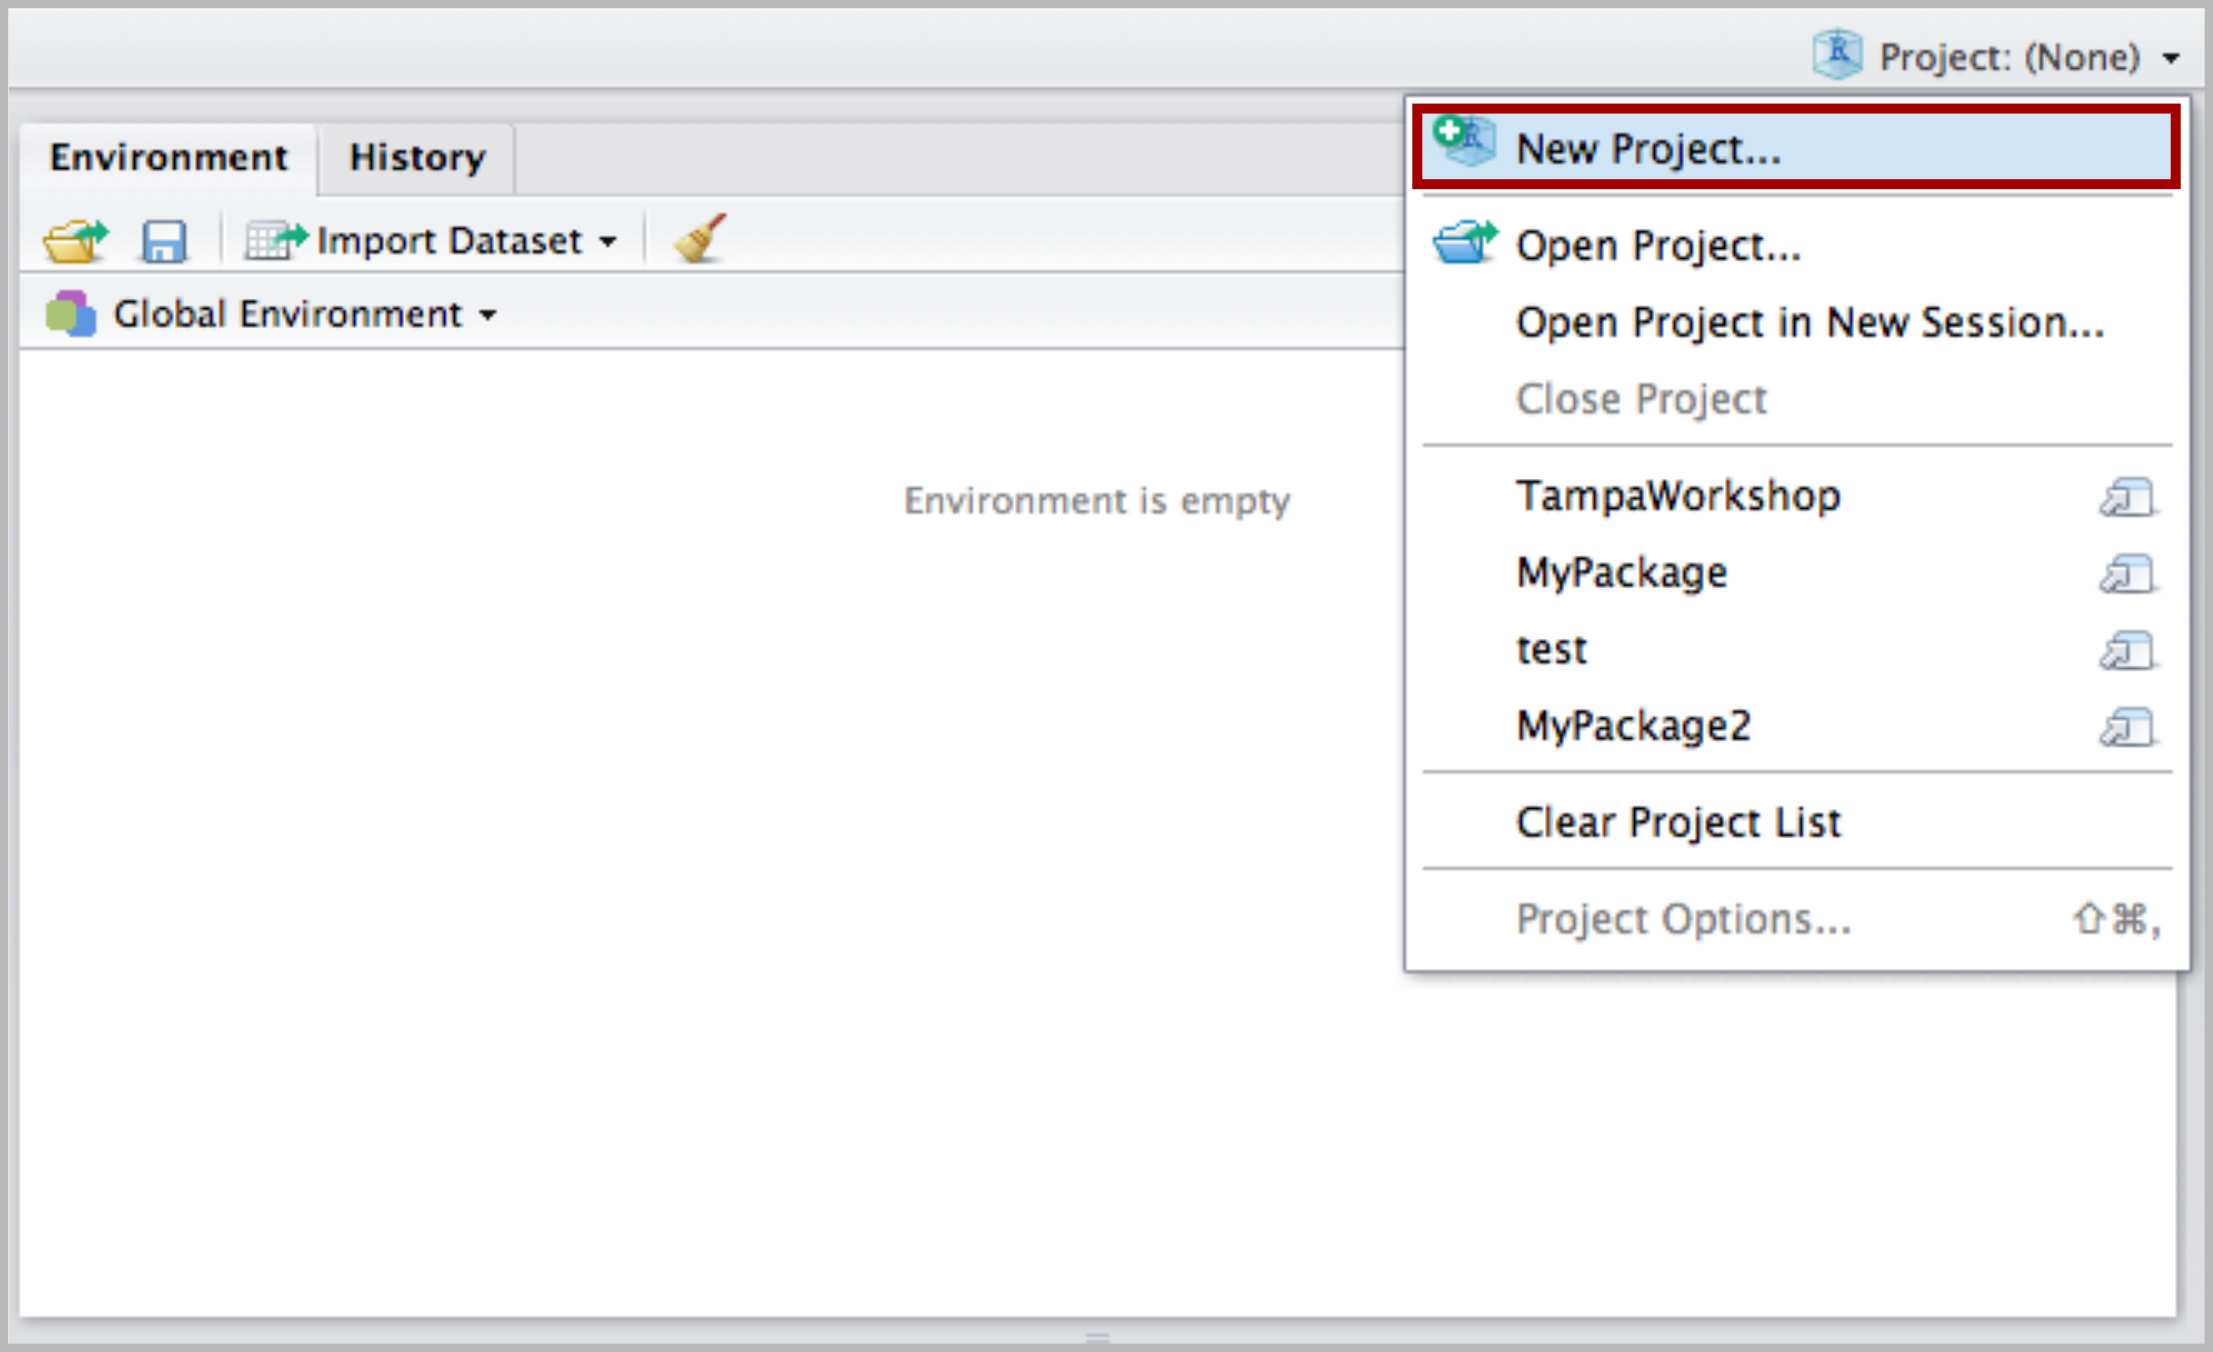 Project: (None)
Environment
History
Import Dataset
Global Environment
Environment is empty
New Project...
Open Project...
Open Project in New Session...
Close Project
TampaWorkshop
MyPackage
test
MyPackage2
Clear Project List
Project Options... ⇧⌘,